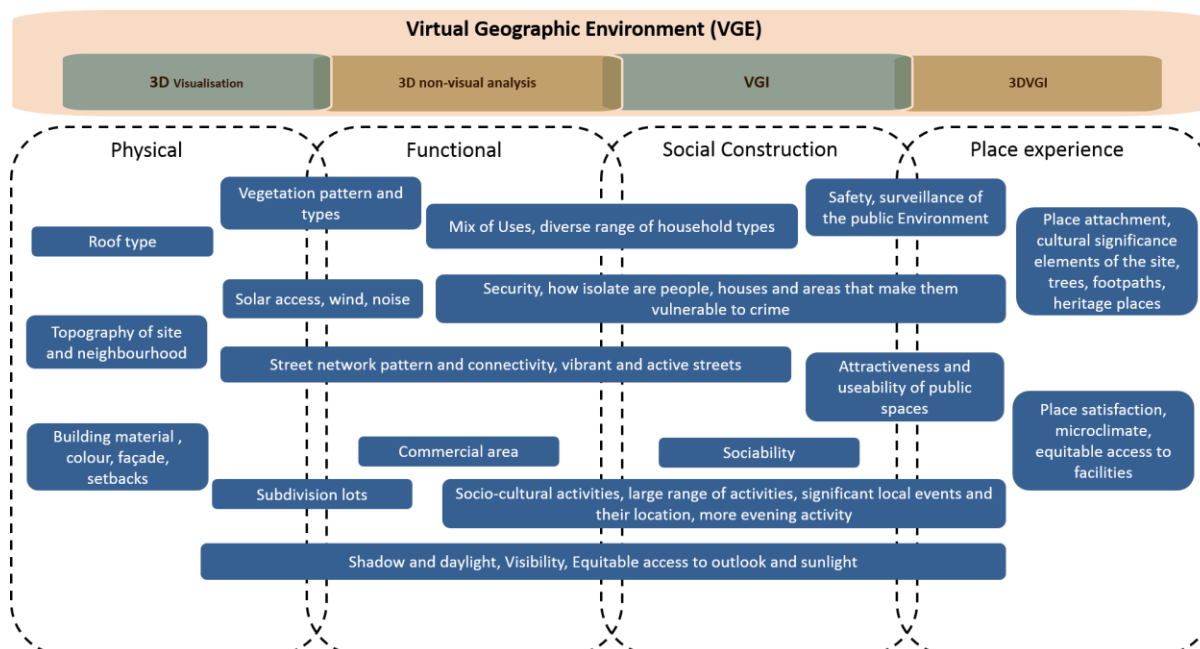 Virtual Geographic Environment (VGE)
3D Visualisation
3D non-visual analysis
VGI
3DVGI
Physical
Functional
Social Construction
Place experience
Vegetation pattern and
types
Safety, surveillance of
the public Environment
Mix of Uses, diverse range of household types
Place attachment,
cultural significance
elements of the site,
trees, footpaths,
heritage places
Roof type
Solar access, wind, noise
Security, how isolate are people, houses and areas that make them
vulnerable to crime
Topography of site
and neighbourhood
Street network pattern and connectivity, vibrant and active streets
Attractiveness and
useability of public
spaces
Building material ,
colour, façade,
setbacks
Place satisfaction,
microclimate,
equitable access to
facilities
Commercial area
Sociability
Subdivision lots
Socio-cultural activities, large range of activities, significant local events and
their location, more evening activity
Shadow and daylight, Visibility, Equitable access to outlook and sunlight